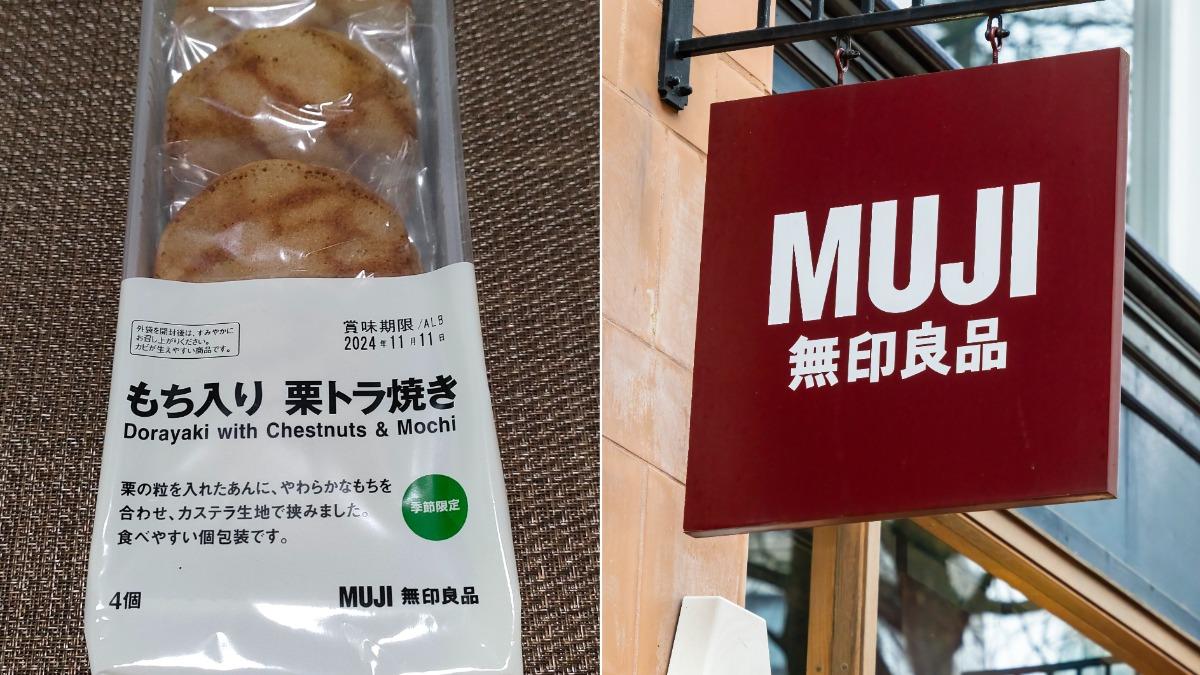 外袋を開封後は、すみやかに
お召し上がりください。
カビが生えやすい商品です。
賞味期限/ALB
2024年11月11日
もち入り 栗トラ焼き
Dorayaki with Chestnuts & Mochi
栗の粒を入れたあんに、やわらかなもちを
合わせ、カステラ生地で挟みました。
食べやすい個包装です。
季節限定
4個
MUJI 無印良品
MUJI
無印良品